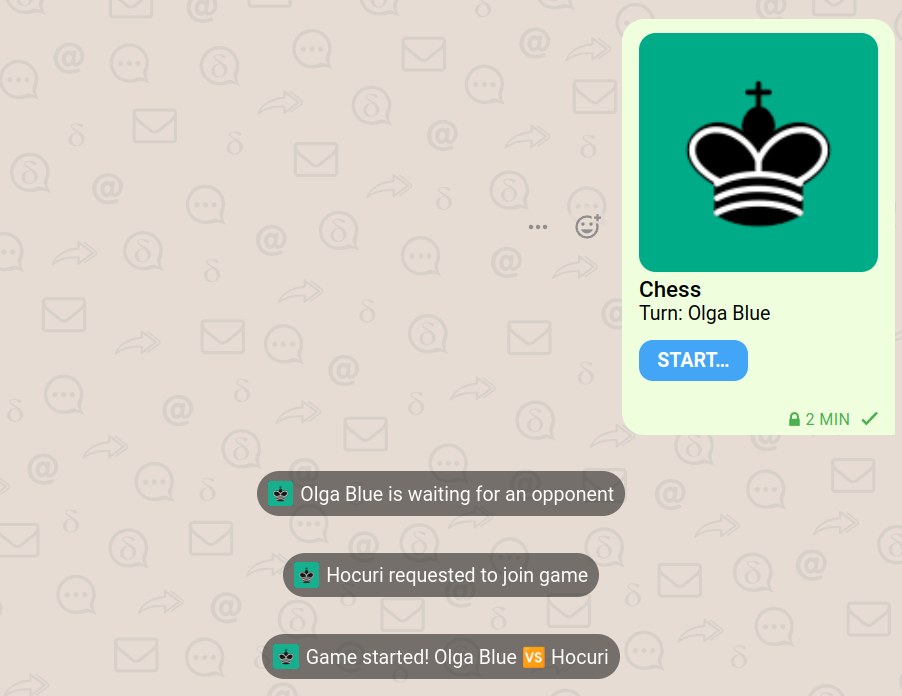 Chess
Turn: Olga Blue
START...
2 MIN
Olga Blue is waiting for an opponent
Hocuri requested to join game
Game started! Olga Blue 🆚 Hocuri